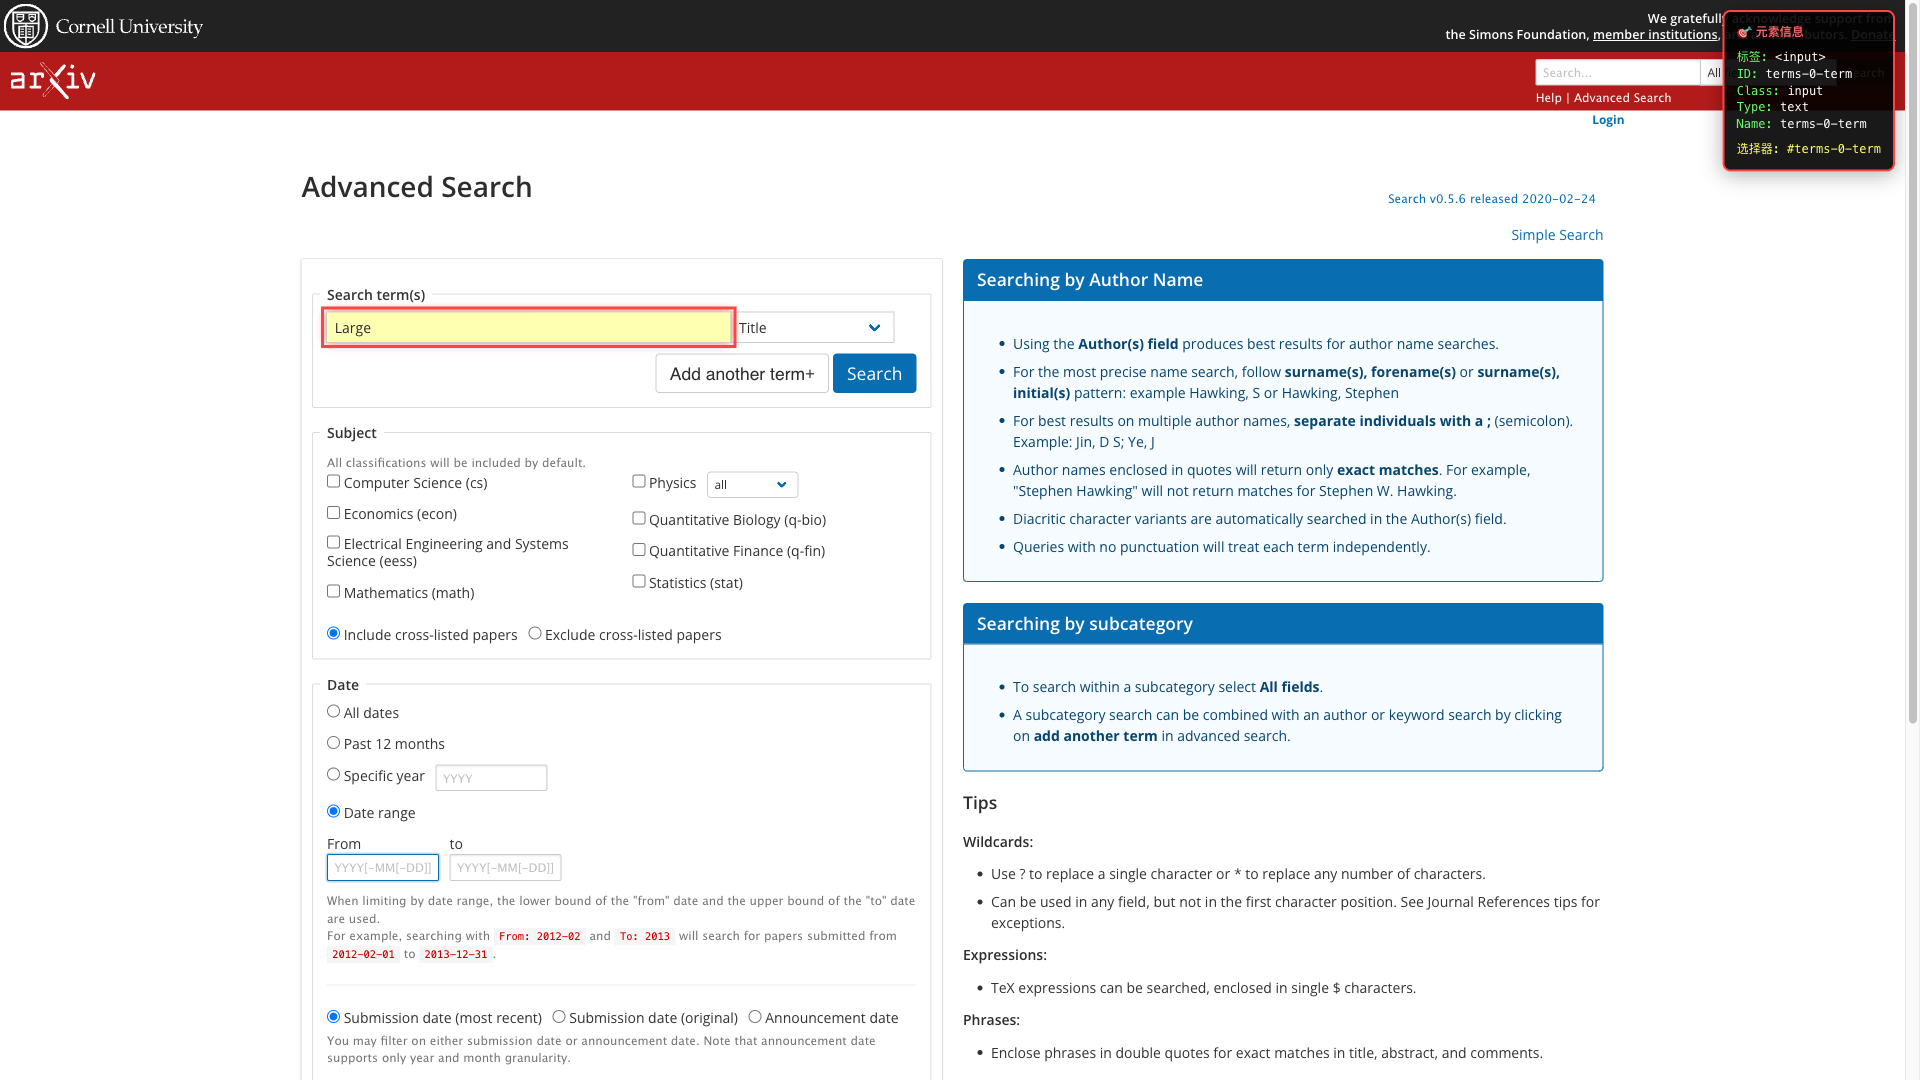 Cornell University
We gratefully acknowledge support from
the Simons Foundation, member institutions, and all contributors. Donate
arXiv
Search...
All fields
Search
Help | Advanced Search
Login
元素信息
标签: <input>
ID: terms-0-term
Class: input
Type: text
Name: terms-0-term
选择器: #terms-0-term
Advanced Search
Search v0.5.6 released 2020-02-24
Simple Search
Search term(s)
Large
Title
Add another term+
Search
Subject
All classifications will be included by default.
Computer Science (cs)
Economics (econ)
Electrical Engineering and Systems
Science (eess)
Mathematics (math)
Physics
all
Quantitative Biology (q-bio)
Quantitative Finance (q-fin)
Statistics (stat)
Include cross-listed papers
Exclude cross-listed papers
Date
All dates
Past 12 months
Specific year
YYYY
Date range
From
to
YYYY[-MM[-DD]]
YYYY[-MM[-DD]]
When limiting by date range, the lower bound of the "from" date and the upper bound of the "to" date
are used.
For example, searching with From: 2012-02 and To: 2013 will search for papers submitted from
2012-02-01 to 2013-12-31 .
Submission date (most recent)
Submission date (original)
Announcement date
You may filter on either submission date or announcement date. Note that announcement date
supports only year and month granularity.
Searching by Author Name
Using the Author(s) field produces best results for author name searches.
For the most precise name search, follow surname(s), forename(s) or surname(s),
initial(s) pattern: example Hawking, S or Hawking, Stephen
For best results on multiple author names, separate individuals with a ; (semicolon).
Example: Jin, D S; Ye, J
Author names enclosed in quotes will return only exact matches. For example,
"Stephen Hawking" will not return matches for Stephen W. Hawking.
Diacritic character variants are automatically searched in the Author(s) field.
Queries with no punctuation will treat each term independently.
Searching by subcategory
To search within a subcategory select All fields.
A subcategory search can be combined with an author or keyword search by clicking
on add another term in advanced search.
Tips
Wildcards:
Use ? to replace a single character or * to replace any number of characters.
Can be used in any field, but not in the first character position. See Journal References tips for
exceptions.
Expressions:
TeX expressions can be searched, enclosed in single $ characters.
Phrases:
Enclose phrases in double quotes for exact matches in title, abstract, and comments.